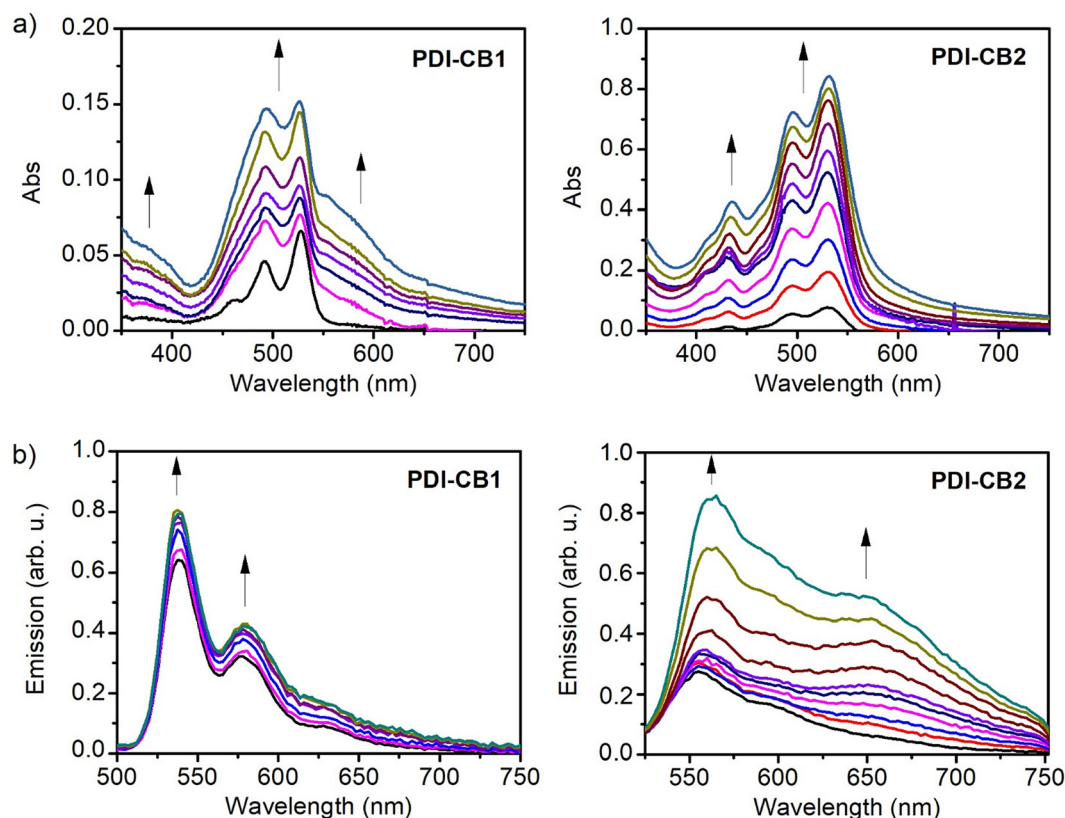 a)
PDI-CB1
0.20
0.15
0.10
0.05
0.00
Abs
400 500 600 700
Wavelength (nm)
PDI-CB2
1.0
0.8
0.6
0.4
0.2
0.0
Abs
400 500 600 700
Wavelength (nm)
b)
PDI-CB1
1.0
0.8
0.6
0.4
0.2
0.0
Emission (arb. u.)
500 550 600 650 700 750
Wavelength (nm)
PDI-CB2
1.0
0.8
0.6
0.4
0.2
0.0
Emission (arb. u.)
550 600 650 700 750
Wavelength (nm)